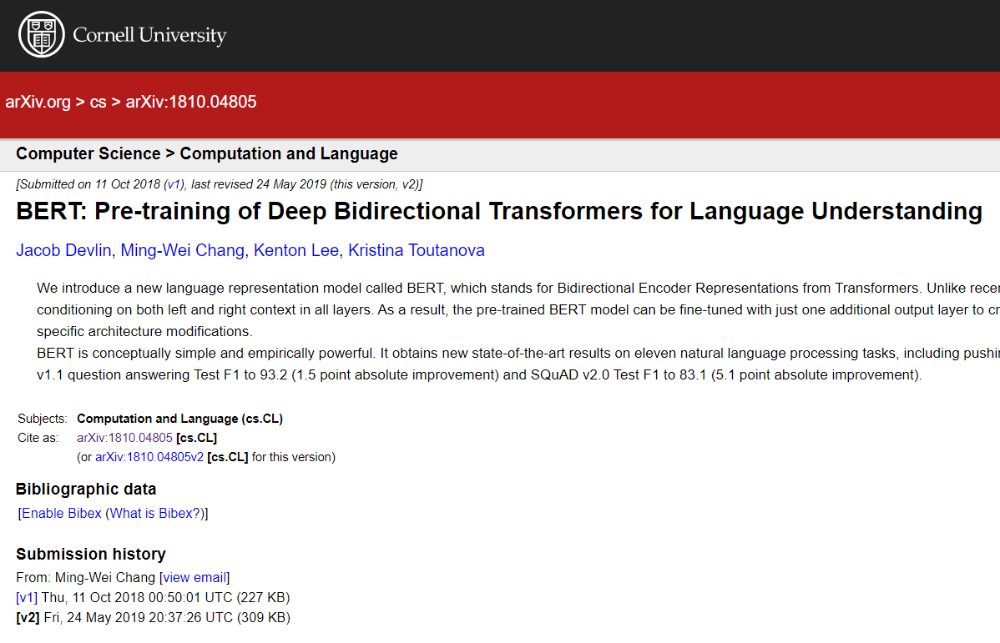 Cornell University
arXiv.org > cs > arXiv:1810.04805
Computer Science > Computation and Language
[Submitted on 11 Oct 2018 (v1), last revised 24 May 2019 (this version, v2)]
BERT: Pre-training of Deep Bidirectional Transformers for Language Understanding
Jacob Devlin, Ming-Wei Chang, Kenton Lee, Kristina Toutanova
We introduce a new language representation model called BERT, which stands for Bidirectional Encoder Representations from Transformers. Unlike
conditioning on both left and right context in all layers. As a result, the pre-trained BERT model can be fine-tuned with just one additional output layer to
specific architecture modifications.
BERT is conceptually simple and empirically powerful. It obtains new state-of-the-art results on eleven natural language processing tasks, including
v1.1 question answering Test F1 to 93.2 (1.5 point absolute improvement) and SQuAD v2.0 Test F1 to 83.1 (5.1 point absolute improvement).
Subjects: Computation and Language (cs.CL)
Cite as: arXiv:1810.04805 [cs.CL]
(or arXiv:1810.04805v2 [cs.CL] for this version)
Bibliographic data
[Enable Bibex (What is Bibex?)]
Submission history
From: Ming-Wei Chang [view email]
[v1] Thu, 11 Oct 2018 00:50:01 UTC (227 KB)
[v2] Fri, 24 May 2019 20:37:26 UTC (309 KB)